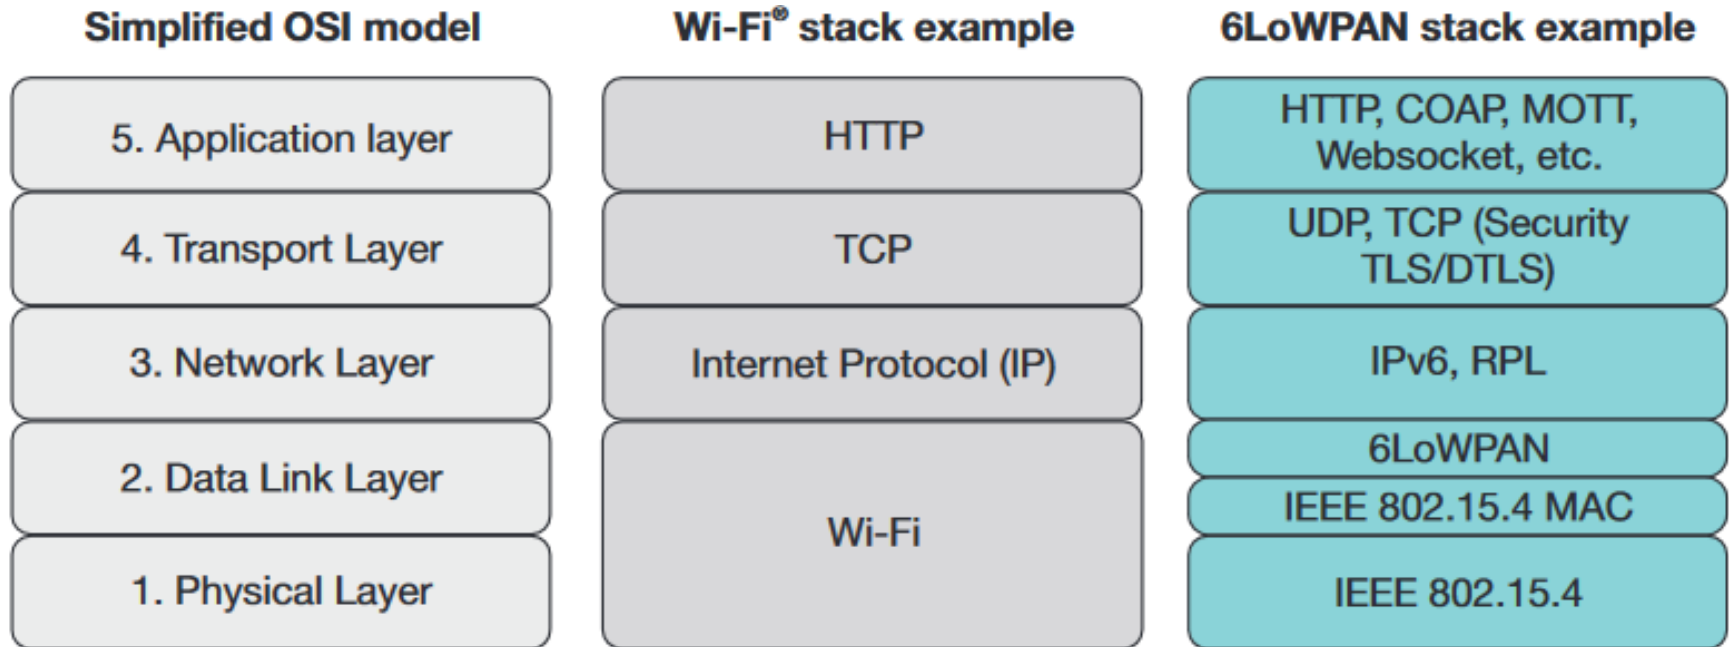 Simplified OSI model
5. Application layer
4. Transport Layer
3. Network Layer
2. Data Link Layer
1. Physical Layer
Wi-Fi® stack example
HTTP
TCP
Internet Protocol (IP)
Wi-Fi
6LoWPAN stack example
HTTP, COAP, MOTT,
Websocket, etc.
UDP, TCP (Security
TLS/DTLS)
IPv6, RPL
6LoWPAN
IEEE 802.15.4 MAC
IEEE 802.15.4